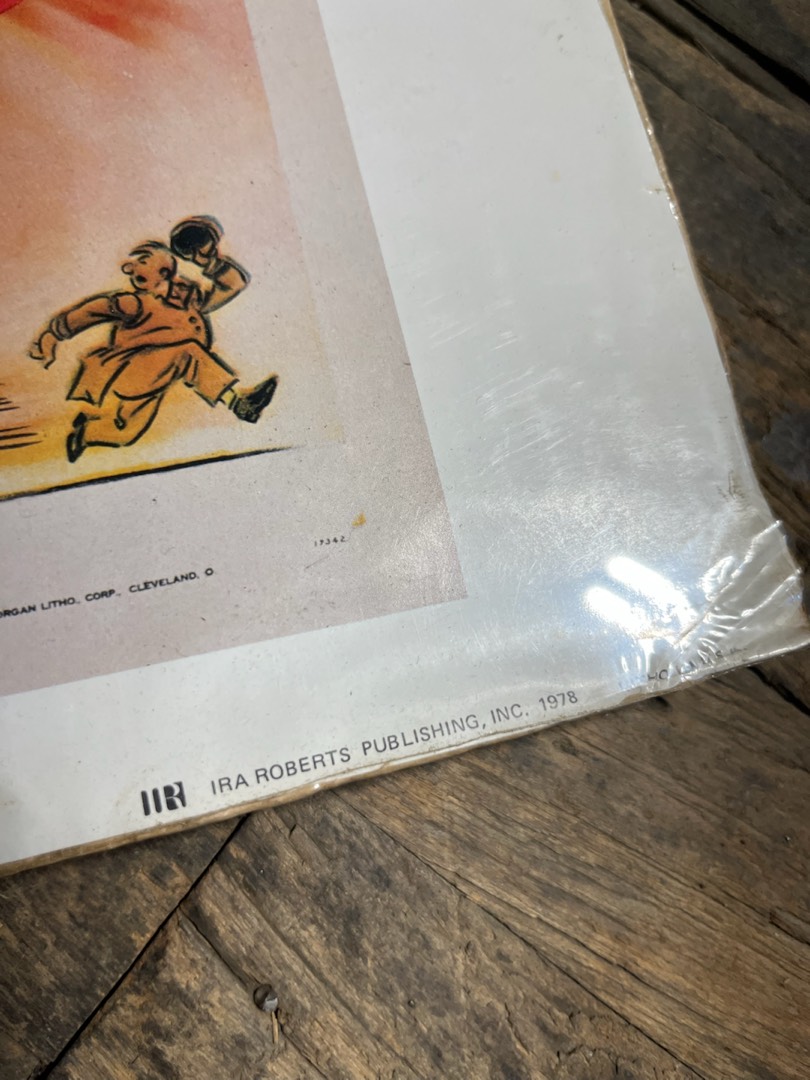 17342
ORGAN LITHO. CORP., CLEVELAND, O.
IRA ROBERTS PUBLISHING, INC. 1978